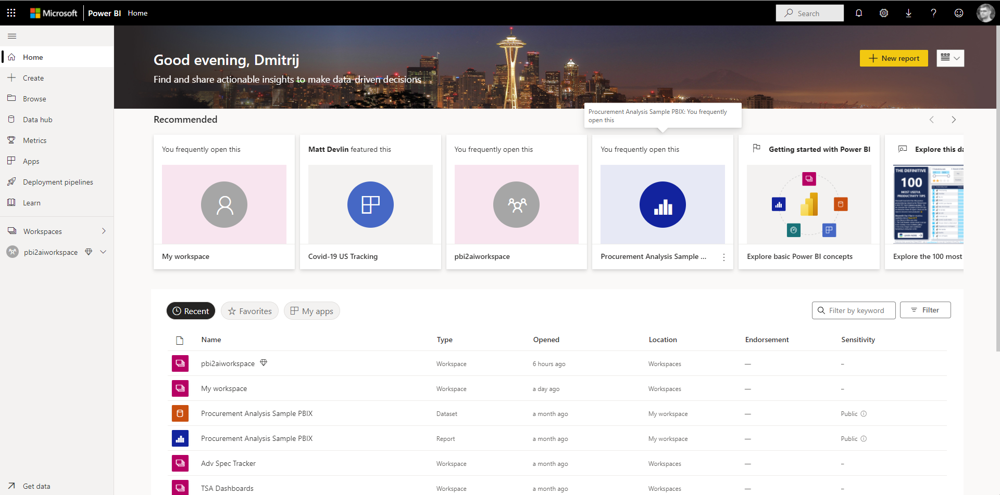 Microsoft Power BI Home
Search
Home
Create
Browse
Data hub
Metrics
Apps
Deployment pipelines
Learn
Workspaces
pbi2aiworkspace
Get data
Good evening, Dmitrij
Find and share actionable insights to make data-driven decisions
New report
Recommended
Procurement Analysis Sample PBIX: You frequently
open this
You frequently open this
My workspace
Matt Devlin featured this
Covid-19 US Tracking
You frequently open this
pbi2aiworkspace
You frequently open this
Procurement Analysis Sample ...
Getting started with Power BI
Explore basic Power BI concepts
Explore this da
THE DEFINITIVE
100
MOST USEFUL
PRODUCTIVITY TIPS
LEARN MORE
Explore the 100 most
Recent
Favorites
My apps
Filter by keyword
Filter
Name Type Opened Location Endorsement Sensitivity
pbi2aiworkspace Workspace 6 hours ago Workspaces — –
My workspace Workspace a day ago Workspaces — –
Procurement Analysis Sample PBIX Dataset a month ago My workspace — Public
Procurement Analysis Sample PBIX Report a month ago My workspace — Public
Adv Spec Tracker Workspace a month ago Workspaces — –
TSA Dashboards Workspace a month ago Workspaces — –